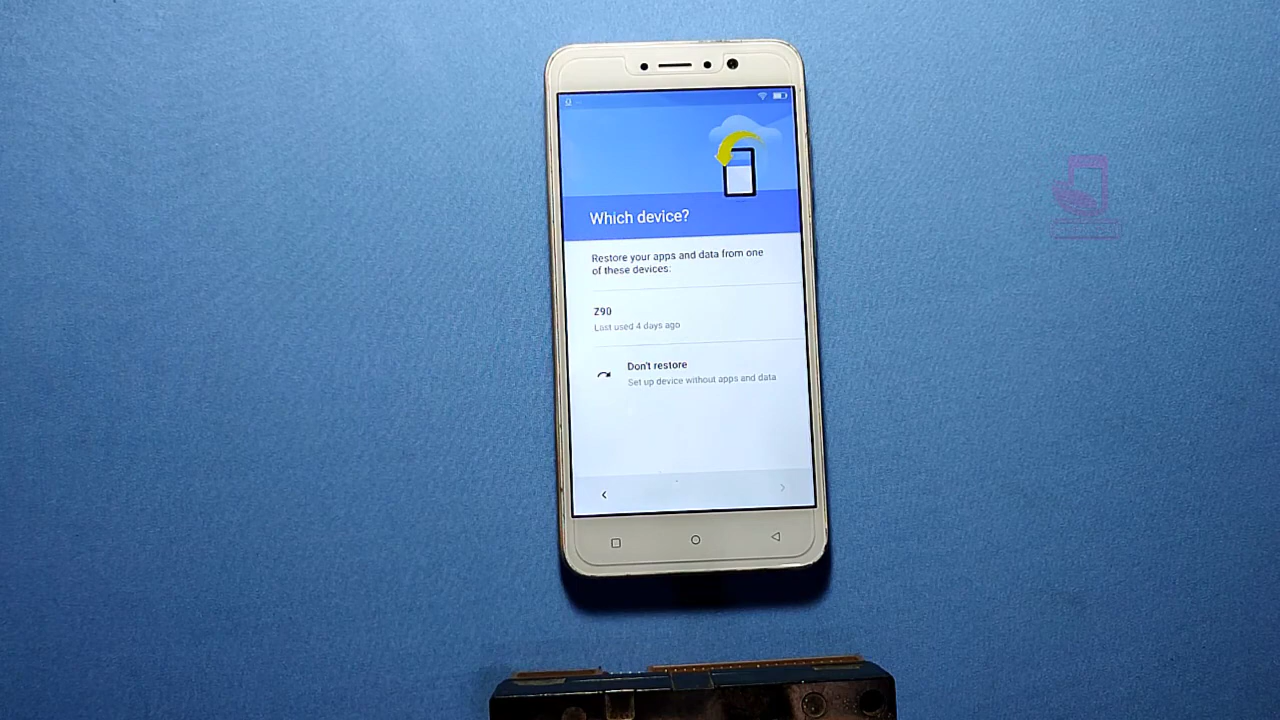 Which device?
Restore your apps and data from one
of these devices:
Z90
Last used 4 days ago
Don't restore
Set up device without apps and data